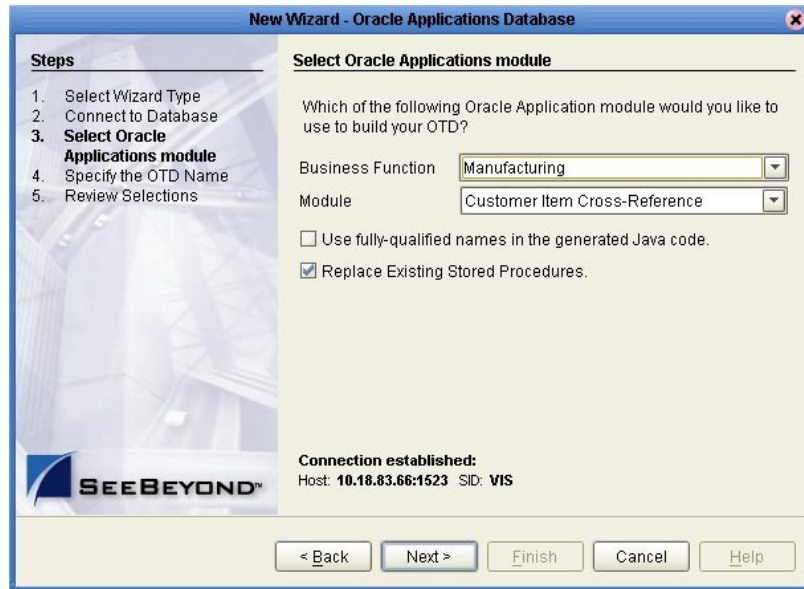 New Wizard - Oracle Applications Database
Steps
1. Select Wizard Type
2. Connect to Database
3. Select Oracle
Applications module
4. Specify the OTD Name
5. Review Selections
SEEBEYOND™
Select Oracle Applications module
Which of the following Oracle Application module would you like to
use to build your OTD?
Business Function Manufacturing
Module Customer Item Cross-Reference
Use fully-qualified names in the generated Java code.
Replace Existing Stored Procedures.
Connection established:
Host: 10.18.83.66:1523 SID: VIS
< Back Next > Finish Cancel Help